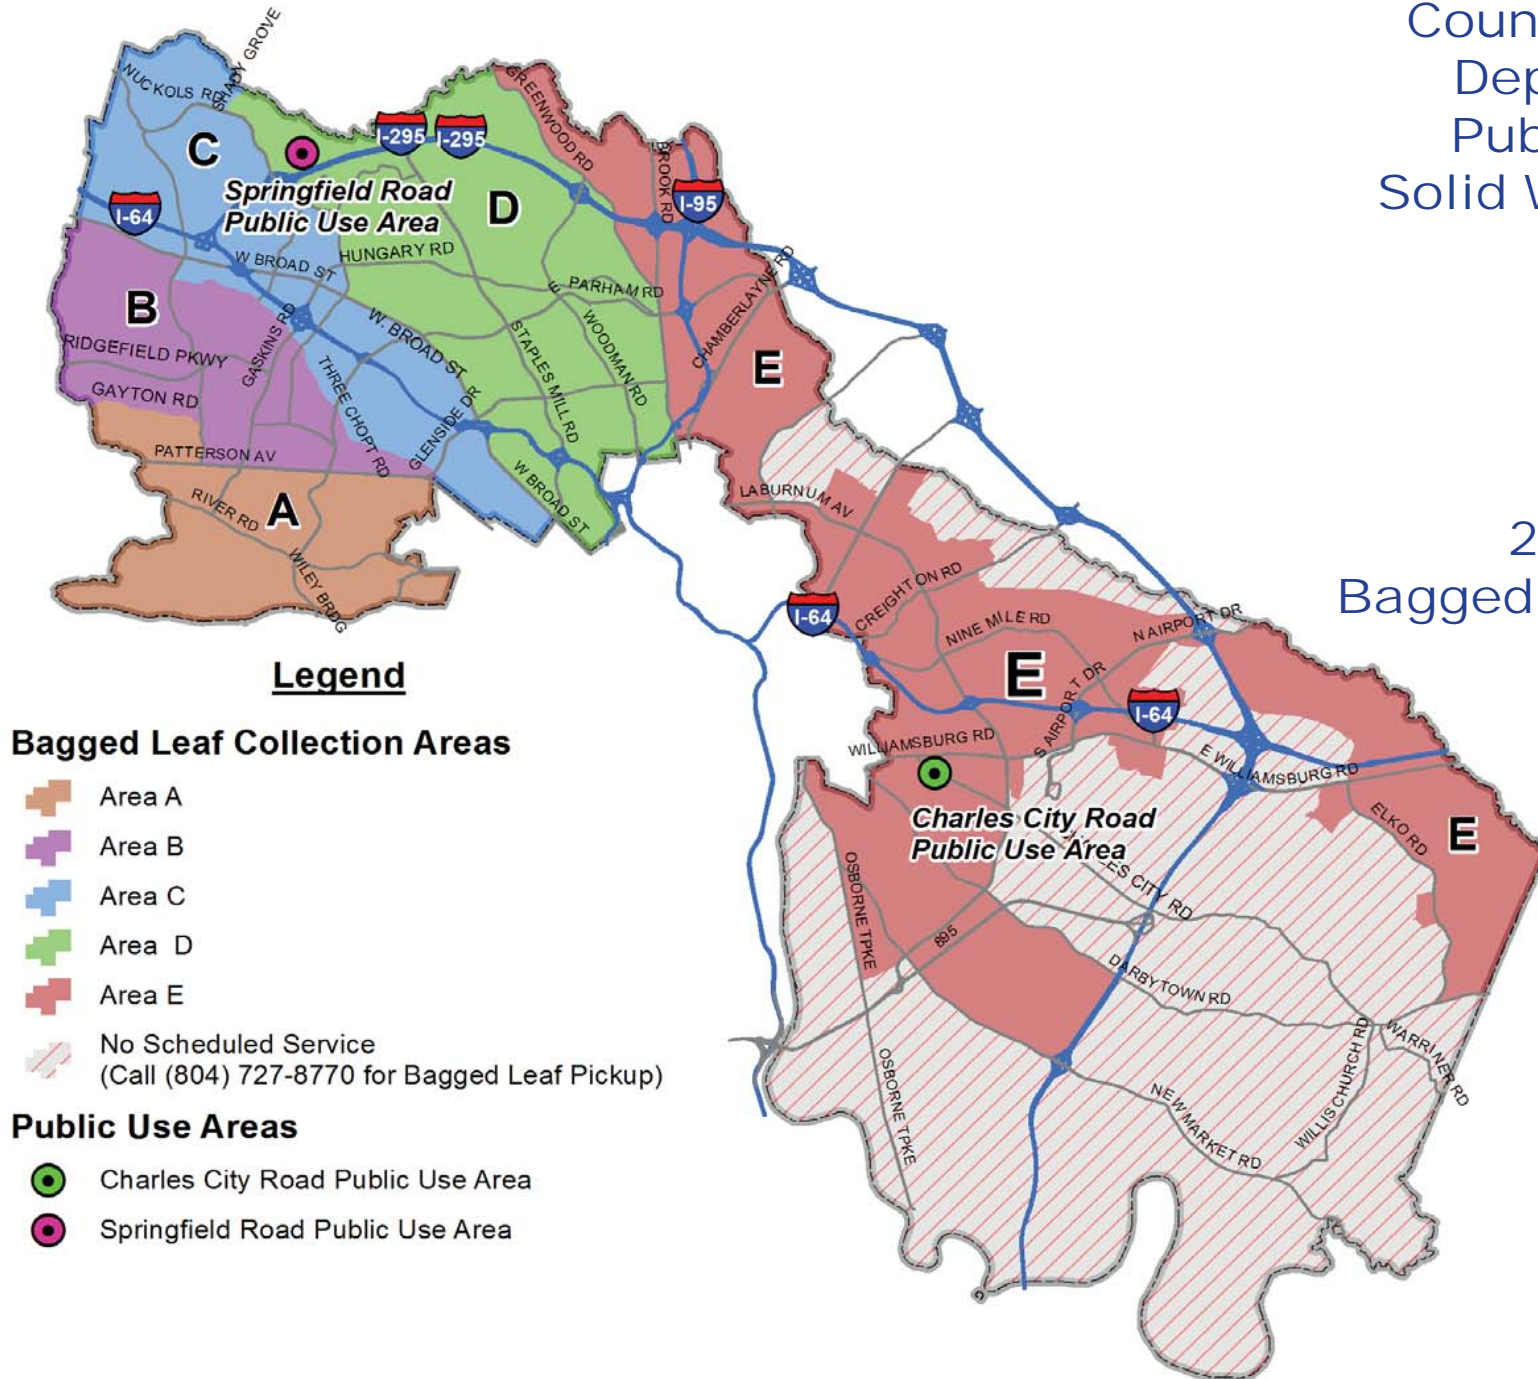 Coun
Dep
Pub
Solid W
2
Bagged
NUCKOLS RD
SHADY GROVE
C
I-64
Springfield Road
Public Use Area
I-295
I-295
D
GREENWOOD RD
BROOK RD
I-95
W BROAD ST
HUNGARY RD
E PARHAM RD
CHAMBERLAYNE RD
B
RIDGEFIELD PKWY
GAYTON RD
GASKINS RD
W. BROAD ST
THREE CHOPT RD
GLENSIDE DR
STAPLES MILL RD
WOODMAN RD
E
PATTERSON AV
RIVER RD
A
WILEY BRDG
W BROAD ST
LABURNUM AV
I-64
CREIGHTON RD
NINE MILE RD
N AIRPORT DR
E
S AIRPORT DR
I-64
WILLIAMSBURG RD
E WILLIAMSBURG RD
Charles City Road
Public Use Area
ELKO RD
E
OSBORNE TPKE
895
LES CITY RD
DARBYTOWN RD
WARRINER RD
WILLIS CHURCH RD
OSBORNE TPKE
NEW MARKET RD
Legend
Bagged Leaf Collection Areas
Area A
Area B
Area C
Area D
Area E
No Scheduled Service
(Call (804) 727-8770 for Bagged Leaf Pickup)
Public Use Areas
Charles City Road Public Use Area
Springfield Road Public Use Area